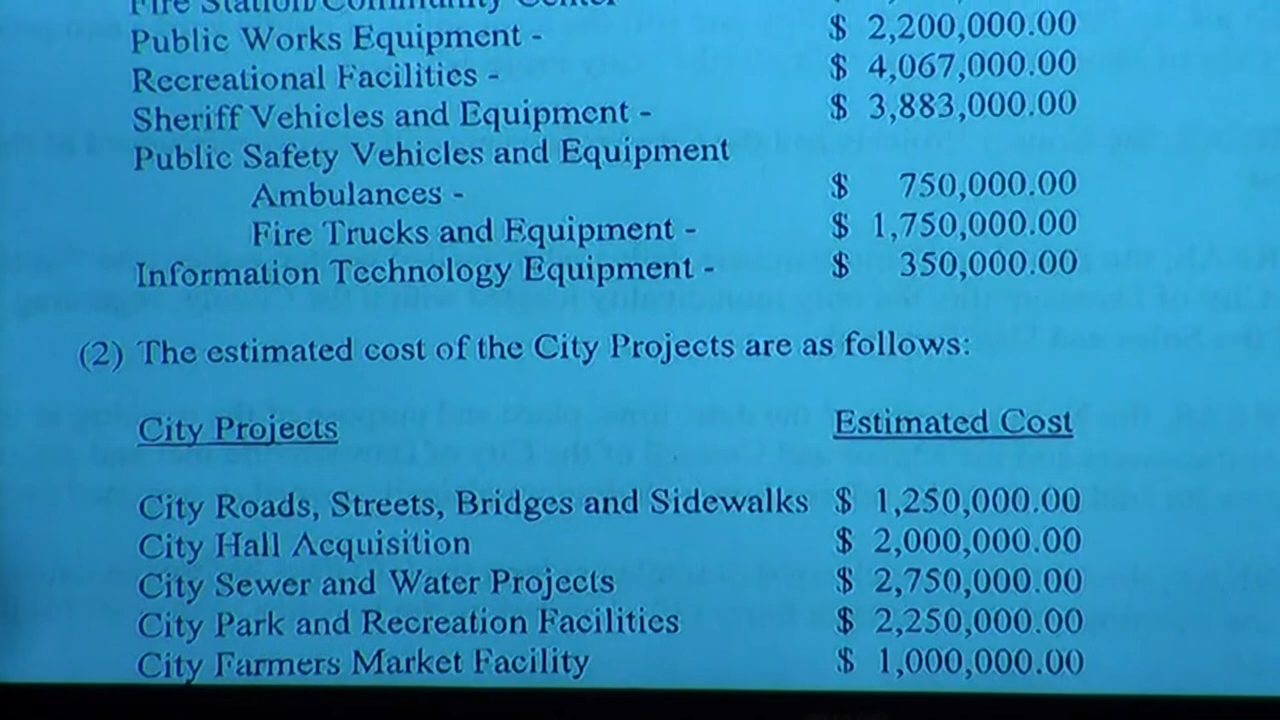 Fire Station/Community Center
Public Works Equipment - $ 2,200,000.00
Recreational Facilities - $ 4,067,000.00
Sheriff Vehicles and Equipment - $ 3,883,000.00
Public Safety Vehicles and Equipment
Ambulances - $ 750,000.00
Fire Trucks and Equipment - $ 1,750,000.00
Information Technology Equipment - $ 350,000.00
(2) The estimated cost of the City Projects are as follows:
City Projects Estimated Cost
City Roads, Streets, Bridges and Sidewalks $ 1,250,000.00
City Hall Acquisition $ 2,000,000.00
City Sewer and Water Projects $ 2,750,000.00
City Park and Recreation Facilities $ 2,250,000.00
City Farmers Market Facility $ 1,000,000.00